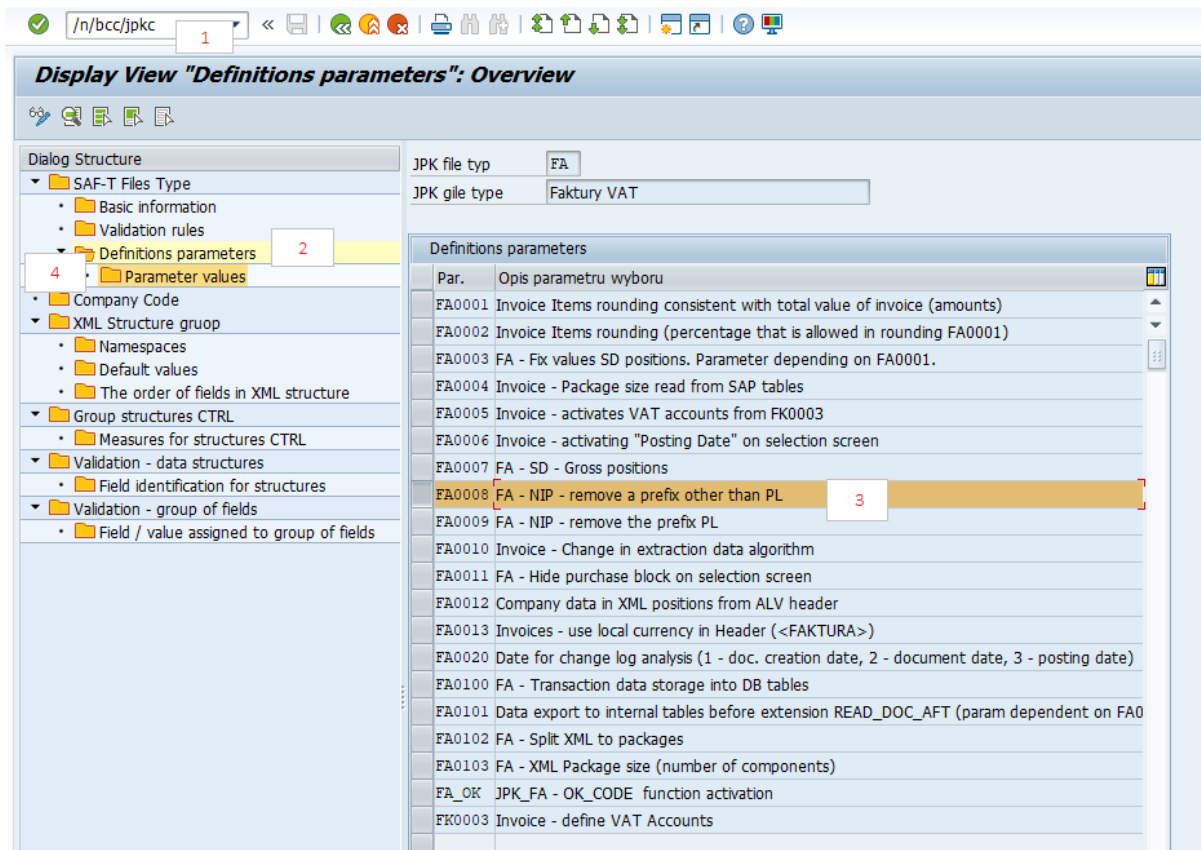 /n/bcc/jpkc
1
Display View "Definitions parameters": Overview
Dialog Structure
SAF-T Files Type
Basic information
Validation rules
Definitions parameters
2
4
Parameter values
Company Code
XML Structure gruop
Namespaces
Default values
The order of fields in XML structure
Group structures CTRL
Measures for structures CTRL
Validation - data structures
Field identification for structures
Validation - group of fields
Field / value assigned to group of fields
JPK file typ FA
JPK gile type Faktury VAT
Definitions parameters
Par. Opis parametru wyboru
FA0001 Invoice Items rounding consistent with total value of invoice (amounts)
FA0002 Invoice Items rounding (percentage that is allowed in rounding FA0001)
FA0003 FA - Fix values SD positions. Parameter depending on FA0001.
FA0004 Invoice - Package size read from SAP tables
FA0005 Invoice - activates VAT accounts from FK0003
FA0006 Invoice - activating "Posting Date" on selection screen
FA0007 FA - SD - Gross positions
FA0008 FA - NIP - remove a prefix other than PL 3
FA0009 FA - NIP - remove the prefix PL
FA0010 Invoice - Change in extraction data algorithm
FA0011 FA - Hide purchase block on selection screen
FA0012 Company data in XML positions from ALV header
FA0013 Invoices - use local currency in Header (<FAKTURA>)
FA0020 Date for change log analysis (1 - doc. creation date, 2 - document date, 3 - posting date)
FA0100 FA - Transaction data storage into DB tables
FA0101 Data export to internal tables before extension READ_DOC_AFT (param dependent on FA0
FA0102 FA - Split XML to packages
FA0103 FA - XML Package size (number of components)
FA_OK JPK_FA - OK_CODE function activation
FK0003 Invoice - define VAT Accounts